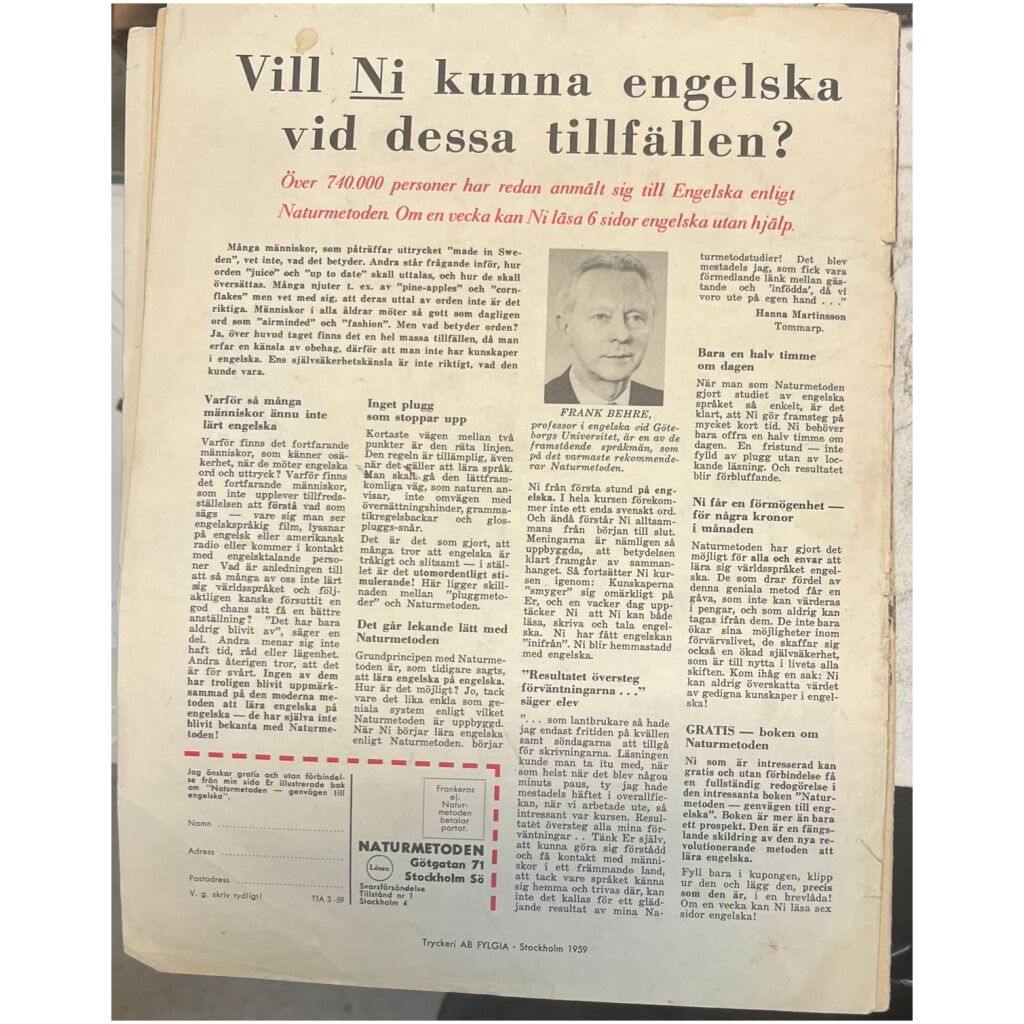 Vill Ni kunna engelska
vid dessa tillfällen?
Över 740.000 personer har redan anmält sig till Engelska enligt
Naturmetoden. Om en vecka kan Ni läsa 6 sidor engelska utan hjälp.
Många människor, som påträffar uttrycket "made in Swe-
den", vet inte, vad det betyder. Andra står frågande inför, hur
orden "juice" och "up to date" skall uttalas, och hur de skall
översättas. Många njuter t. ex. av "pine-apples" och "corn-
flakes" men vet med sig, att deras uttal av orden inte är det
riktiga. Människor i alla åldrar möter så gott som dagligen
ord som "airminded" och "fashion". Men vad betyder orden?
Ja, över huvud taget finns det en hel massa tillfällen, då man
erfar en känsla av obehag, därför att man inte har kunskaper
i engelska. Ens självsäkerhetskänsla är inte riktigt, vad den
kunde vara.
Varför så många
människor ännu inte
lärt engelska
Varför finns det fortfarande
människor, som känner osä-
kerhet, när de möter engelska
ord och uttryck? Varför finns
det fortfarande människor,
som inte upplever tillfreds-
ställelsen att förstå vad som
sägs — vare sig man ser
engelskspråkig film, lyssnar
på engelsk eller amerikansk
radio eller kommer i kontakt
med engelsktalande perso-
ner Vad är anledningen till
att så många av oss inte lärt
sig världsspråket och följ-
aktligen kanske försuttit en
god chans att få en bättre
anställning? "Det har bara
aldrig blivit av", säger en
del. Andra menar sig inte
haft tid, råd eller lägenhet.
Andra återigen tror, att det
är för svårt. Ingen av dem
har troligen blivit uppmärk-
sammad på den moderna me-
toden att lära engelska på
engelska — de har själva inte
blivit bekanta med Naturme-
toden!
Inget plugg
som stoppar upp
Kortaste vägen mellan två
punkter är den räta linjen.
Den regeln är tillämplig, även
när det gäller att lära språk.
Man skall gå den lättfram-
komliga väg, som naturen an-
visar, inte omvägen med
översättningshinder, gramma-
tikregelsbackar och glos-
pluggs-snår.
Det är det som gjort, att
många tror att engelska är
tråkigt och slitsamt — i stäl-
let är det utomordentligt sti-
mulerande! Här ligger skill-
naden mellan "pluggmeto-
der" och Naturmetoden.
Det går lekande lätt med
Naturmetoden
Grundprincipen med Naturme-
toden är, som tidigare sagts,
att lära engelska på engelska.
Hur är det möjligt? Jo, tack
vare det lika enkla som ge-
niala system enligt vilket
Naturmetoden är uppbyggd.
När Ni börjar lära engelska
enligt Naturmetoden. börjar
FRANK BEHRE,
professor i engelska vid Göte-
borgs Universitet, är en av de
framstående språkmän, som
på det varmaste rekommende-
rar Naturmetoden.
Ni från första stund på eng-
elska. I hela kursen förekom-
mer inte ett enda svenskt ord.
Och ändå förstår Ni alltsam-
mans från början till slut.
Meningarna är nämligen så
uppbyggda, att betydelsen
klart framgår av samman-
hanget. Så fortsätter Ni kur-
sen igenom: Kunskaperna
"smyger" sig omärkligt på
Er, och en vacker dag upp-
täcker Ni att Ni kan både
läsa, skriva och tala engel-
ska. Ni har fått engelskan
"inifrån". Ni blir hemmastadd
med engelska.
"Resultatet översteg
förväntningarna . . ."
säger elev
". . . som lantbrukare så hade
jag endast fritiden på kvällen
samt söndagarna att tillgå
för skrivningarna. Läsningen
kunde man ta itu med, när
som helst när det blev någon
minuts paus, ty jag hade
mestadels häftet i overallfic-
kan, när vi arbetade ute, så
intressant var kursen. Resul-
tatet översteg alla mina för-
väntningar . . Tänk Er själv,
att kunna göra sig förstådd
och få kontakt med männi-
skor i ett främmande land,
att tack vare språket känna
sig hemma och trivas där, kan
inte det kallas för ett gläd-
jande resultat av mina Na-
turmetodstudier! Det blev
mestadels jag, som fick vara
förmedlande länk mellan gäs-
tande och 'infödda', då vi
voro ute på egen hand . . ."
Hanna Martinsson
Tommarp.
Bara en halv timme
om dagen
När man som Naturmetoden
gjort studiet av engelska
språket så enkelt, är det
klart, att Ni gör framsteg på
mycket kort tid. Ni behöver
bara offra en halv timme om
dagen. En fristund — inte
fylld av plugg utan av loc-
kande läsning. Och resultatet
blir förbluffande.
Ni får en förmögenhet —
för några kronor
i månaden
Naturmetoden har gjort det
möjligt för alla och envar att
lära sig världsspråket engel-
ska. De som drar fördel av
denna geniala metod får en
gåva, som inte kan värderas
i pengar, och som aldrig kan
tagas ifrån dem. De inte bara
ökar sina möjligheter inom
förvärvslivet, de skaffar sig
också en ökad självsäkerhet,
som är till nytta i livets alla
skiften. Kom ihåg en sak: Ni
kan aldrig överskatta värdet
av gedigna kunskaper i engel-
ska!
GRATIS — boken om
Naturmetoden
Ni som är intresserad kan
gratis och utan förbindelse få
en fullständig redogörelse i
den intressanta boken "Natur-
metoden — genvägen till eng-
elska". Boken är mer än bara
ett prospekt. Den är en fängs-
lande skildring av den nya re-
volutionerande metoden att
lära engelska.
Fyll bara i kupongen, klipp
ur den och lägg den, precis
som den är, i en brevlåda!
Om en vecka kan Ni läsa sex
sidor engelska!
Jag önskar gratis och utan förbindel-
se från min sida Er illustrerade bok
om "Naturmetoden — genvägen till
engelska".
Namn
Adress
Postadress
V. g. skriv tydligt! TfA 3 -59
Frankeras
ej.
Natur-
metoden
betalar
portot.
NATURMETODEN
Lösen
Götgatan 71
Stockholm Sö
Svarsförsändelse
Tillstånd nr 1
Stockholm 4
Tryckeri AB FYLGIA · Stockholm 1959